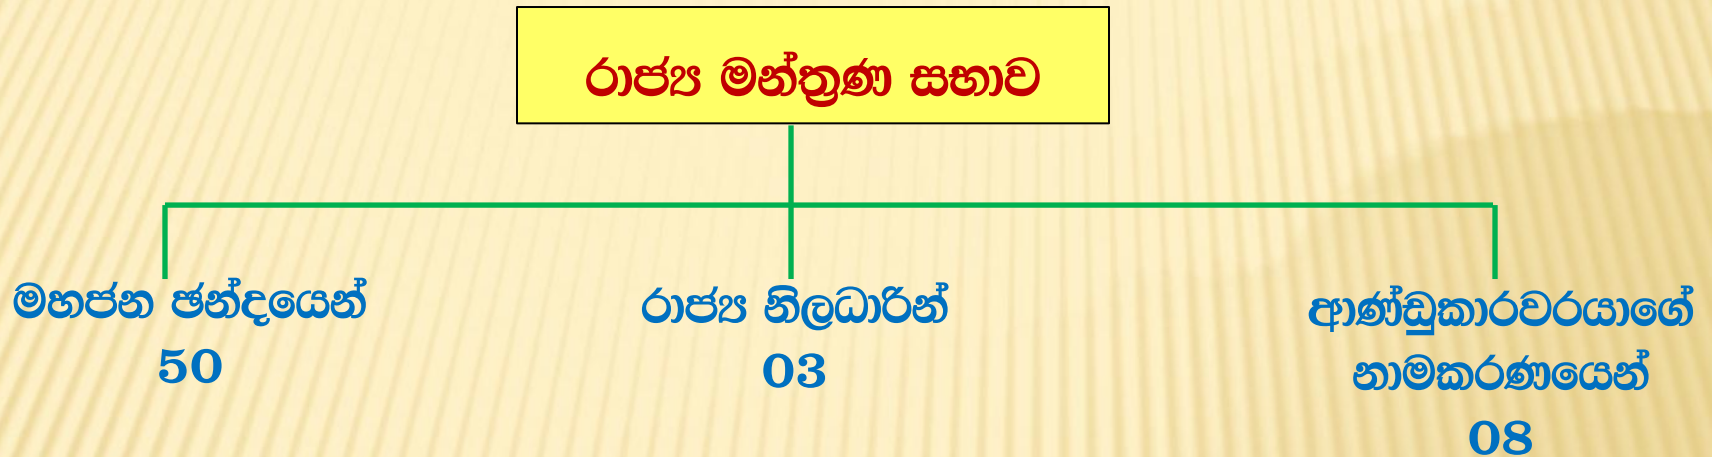 රාජ්‍ය මන්ත්‍රණ සභාව
මහජන ඡන්දයෙන්
50
රාජ්‍ය නිලධාරින්
03
ආණ්ඩුකාරවරයාගේ
නාමකරණයෙන්
08